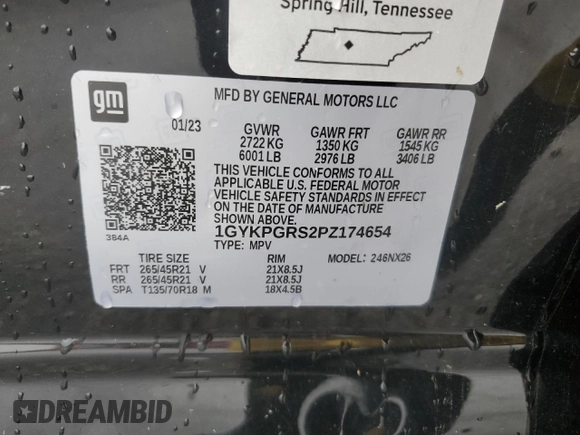 Spring Hill, Tennessee
gm
MFD BY GENERAL MOTORS LLC
01/23
GVWR GAWR FRT GAWR RR
2722 KG 1350 KG 1545 KG
6001 LB 2976 LB 3406 LB
THIS VEHICLE CONFORMS TO ALL
APPLICABLE U.S. FEDERAL MOTOR
VEHICLE SAFETY STANDARDS IN EFFECT
ON THE DATE OF MANUFACTURE
SHOWN ABOVE.
384A
1GYKPGRS2PZ174654
TYPE: MPV
TIRE SIZE RIM MODEL: 246NX26
FRT 265/45R21 V 21X8.5J
RR 265/45R21 V 21X8.5J
SPA T135/70R18 M 18X4.5B
DREAMBID